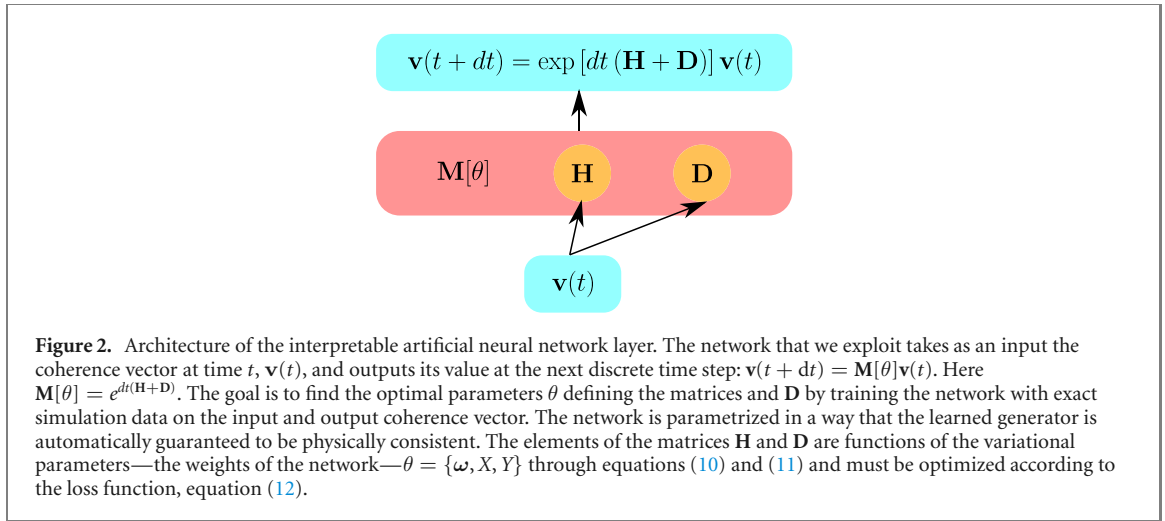 v(t + dt) = exp [dt (H + D)] v(t)
M[θ] H D
v(t)
Figure 2. Architecture of the interpretable artificial neural network layer. The network that we exploit takes as an input the
coherence vector at time t, v(t), and outputs its value at the next discrete time step: v(t + dt) = M[θ]v(t). Here
M[θ] = e^{dt(H+D)}. The goal is to find the optimal parameters θ defining the matrices and D by training the network with exact
simulation data on the input and output coherence vector. The network is parametrized in a way that the learned generator is
automatically guaranteed to be physically consistent. The elements of the matrices H and D are functions of the variational
parameters—the weights of the network—θ = {ω, X, Y} through equations (10) and (11) and must be optimized according to
the loss function, equation (12).